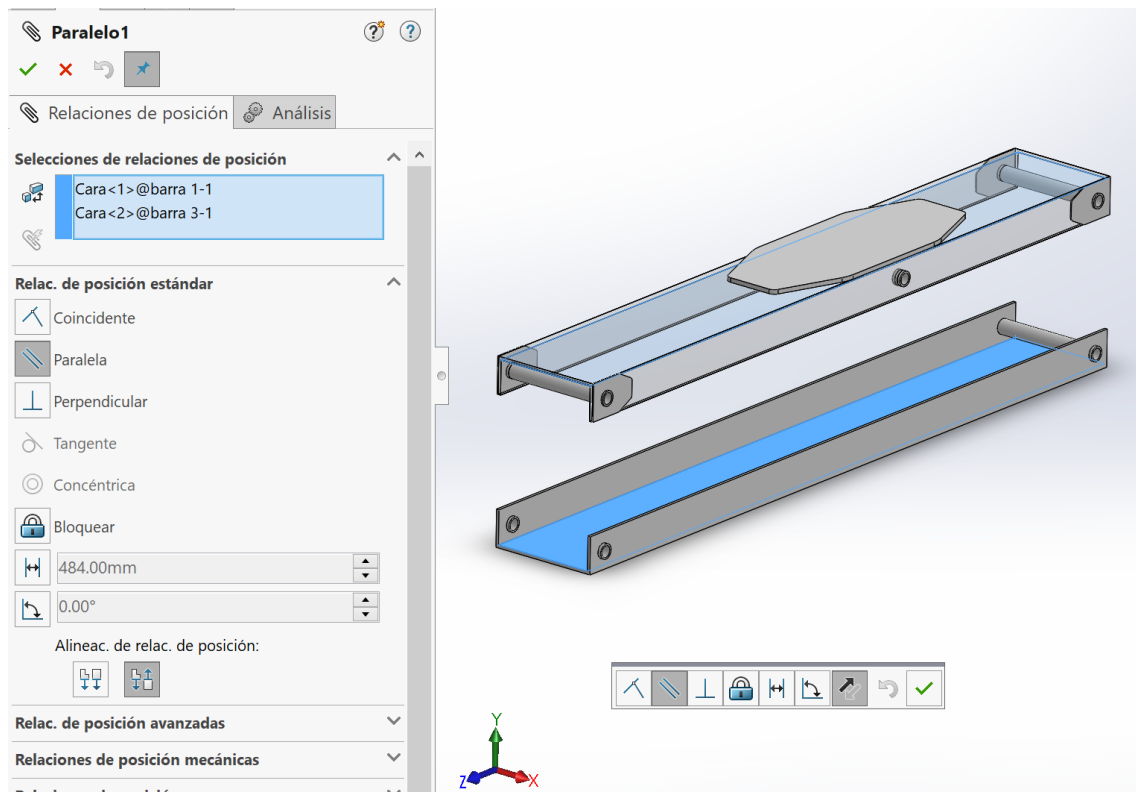 Paralelo1
Relaciones de posición
Análisis
Selecciones de relaciones de posición
Cara<1>@barra 1-1
Cara<2>@barra 3-1
Relac. de posición estándar
Coincidente
Paralela
Perpendicular
Tangente
Concéntrica
Bloquear
484.00mm
0.00°
Alineac. de relac. de posición:
Relac. de posición avanzadas
Relaciones de posición mecánicas
Y
Z
X